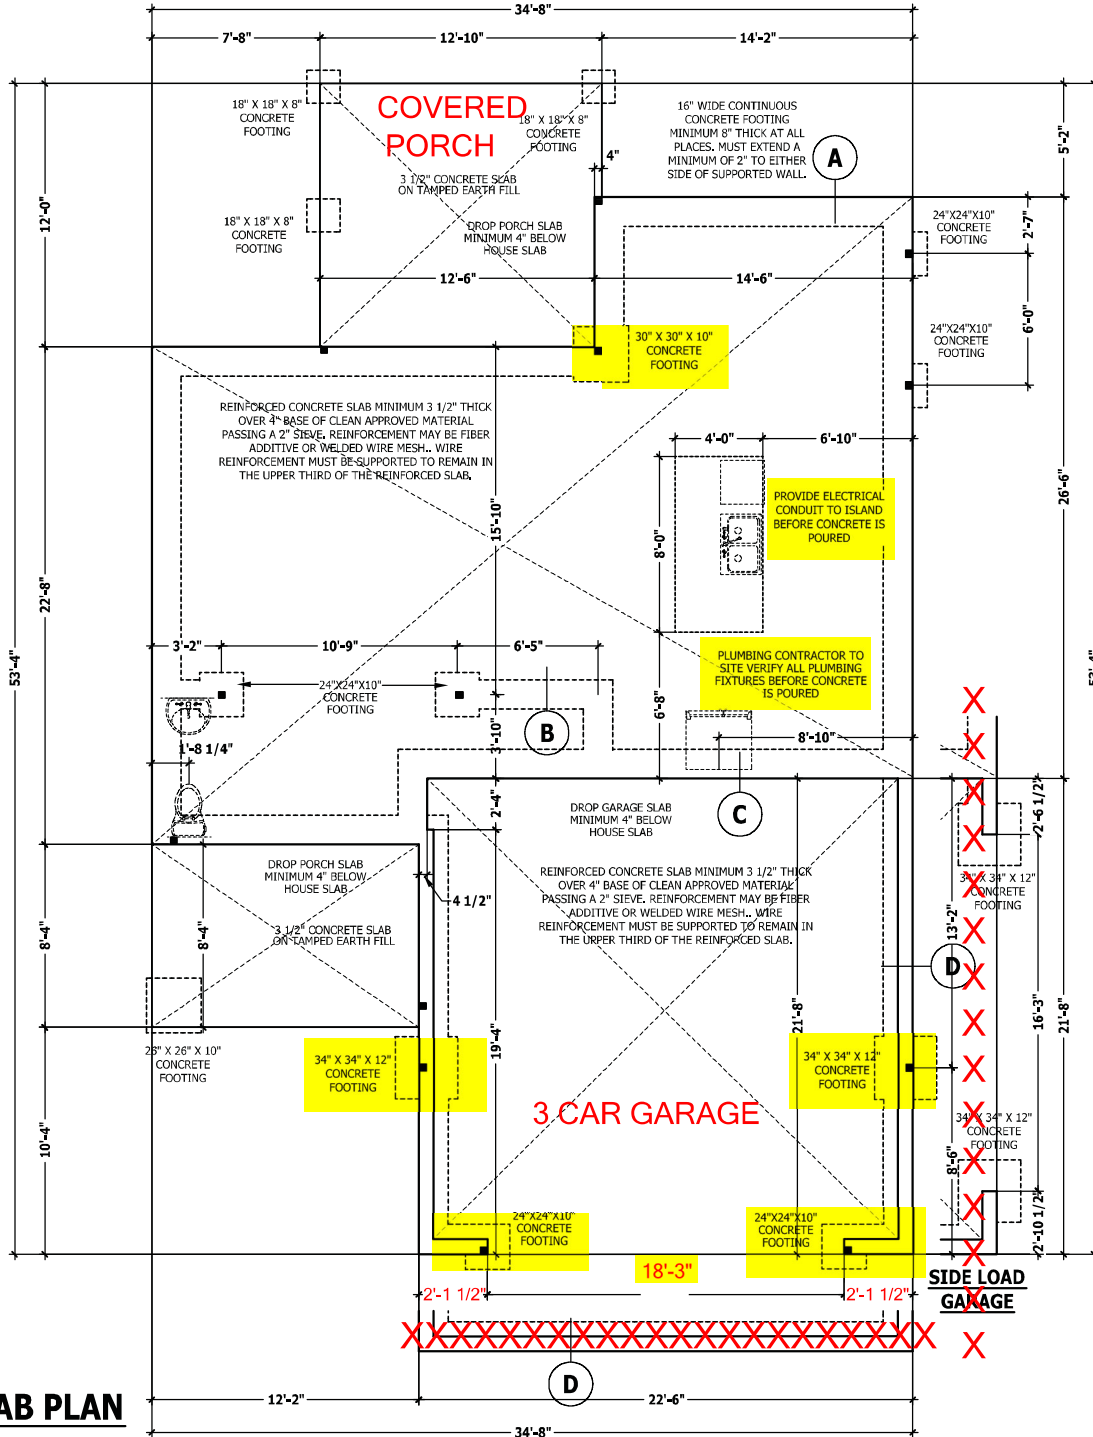 34'-8"
7'-8"
12'-10"
14'-2"
COVERED
PORCH
18" X 18" X 8"
CONCRETE
FOOTING
18" X 18" X 8"
CONCRETE
FOOTING
16" WIDE CONTINUOUS
CONCRETE FOOTING
MINIMUM 8" THICK AT ALL
PLACES. MUST EXTEND A
MINIMUM OF 2" TO EITHER
SIDE OF SUPPORTED WALL.
A
5'-2"
4"
3 1/2" CONCRETE SLAB
ON TAMPED EARTH FILL
12'-0"
18" X 18" X 8"
CONCRETE
FOOTING
DROP PORCH SLAB
MINIMUM 4" BELOW
HOUSE SLAB
24"X24"X10"
CONCRETE
FOOTING
2'-7"
12'-6"
14'-6"
6'-0"
30" X 30" X 10"
CONCRETE
FOOTING
24"X24"X10"
CONCRETE
FOOTING
REINFORCED CONCRETE SLAB MINIMUM 3 1/2" THICK
OVER 4" BASE OF CLEAN APPROVED MATERIAL
PASSING A 2" SIEVE. REINFORCEMENT MAY BE FIBER
ADDITIVE OR WELDED WIRE MESH.. WIRE
REINFORCEMENT MUST BE SUPPORTED TO REMAIN IN
THE UPPER THIRD OF THE REINFORCED SLAB.
4'-0"
6'-10"
26'-6"
15'-10"
8'-0"
PROVIDE ELECTRICAL
CONDUIT TO ISLAND
BEFORE CONCRETE IS
POURED
22'-8"
53'-4"
53'-4"
3'-2"
10'-9"
6'-5"
PLUMBING CONTRACTOR TO
SITE VERIFY ALL PLUMBING
FIXTURES BEFORE CONCRETE
IS POURED
24"X24"X10"
CONCRETE
FOOTING
6'-8"
3'-10"
B
8'-10"
1'-8 1/4"
2'-4"
C
DROP GARAGE SLAB
MINIMUM 4" BELOW
HOUSE SLAB
2'-6 1/2"
DROP PORCH SLAB
MINIMUM 4" BELOW
HOUSE SLAB
REINFORCED CONCRETE SLAB MINIMUM 3 1/2" THICK
OVER 4" BASE OF CLEAN APPROVED MATERIAL
PASSING A 2" SIEVE. REINFORCEMENT MAY BE FIBER
ADDITIVE OR WELDED WIRE MESH.. WIRE
REINFORCEMENT MUST BE SUPPORTED TO REMAIN IN
THE UPPER THIRD OF THE REINFORCED SLAB.
4 1/2"
34" X 34" X 12"
CONCRETE
FOOTING
13'-2"
3 1/2" CONCRETE SLAB
ON TAMPED EARTH FILL
8'-4"
8'-4"
D
19'-4"
21'-8"
16'-3"
21'-8"
26" X 26" X 10"
CONCRETE
FOOTING
34" X 34" X 12"
CONCRETE
FOOTING
34" X 34" X 12"
CONCRETE
FOOTING
3 CAR GARAGE
34" X 34" X 12"
CONCRETE
FOOTING
10'-4"
8'-6"
24"X24"X10"
CONCRETE
FOOTING
24"X24"X10"
CONCRETE
FOOTING
2'-10 1/2"
18'-3"
2'-1 1/2"
2'-1 1/2"
SIDE LOAD
GARAGE
X X X X X X X X X X X X X X X
XXXXXXXXXXXXXXXXXXXXXX
D
AB PLAN
12'-2"
22'-6"
34'-8"